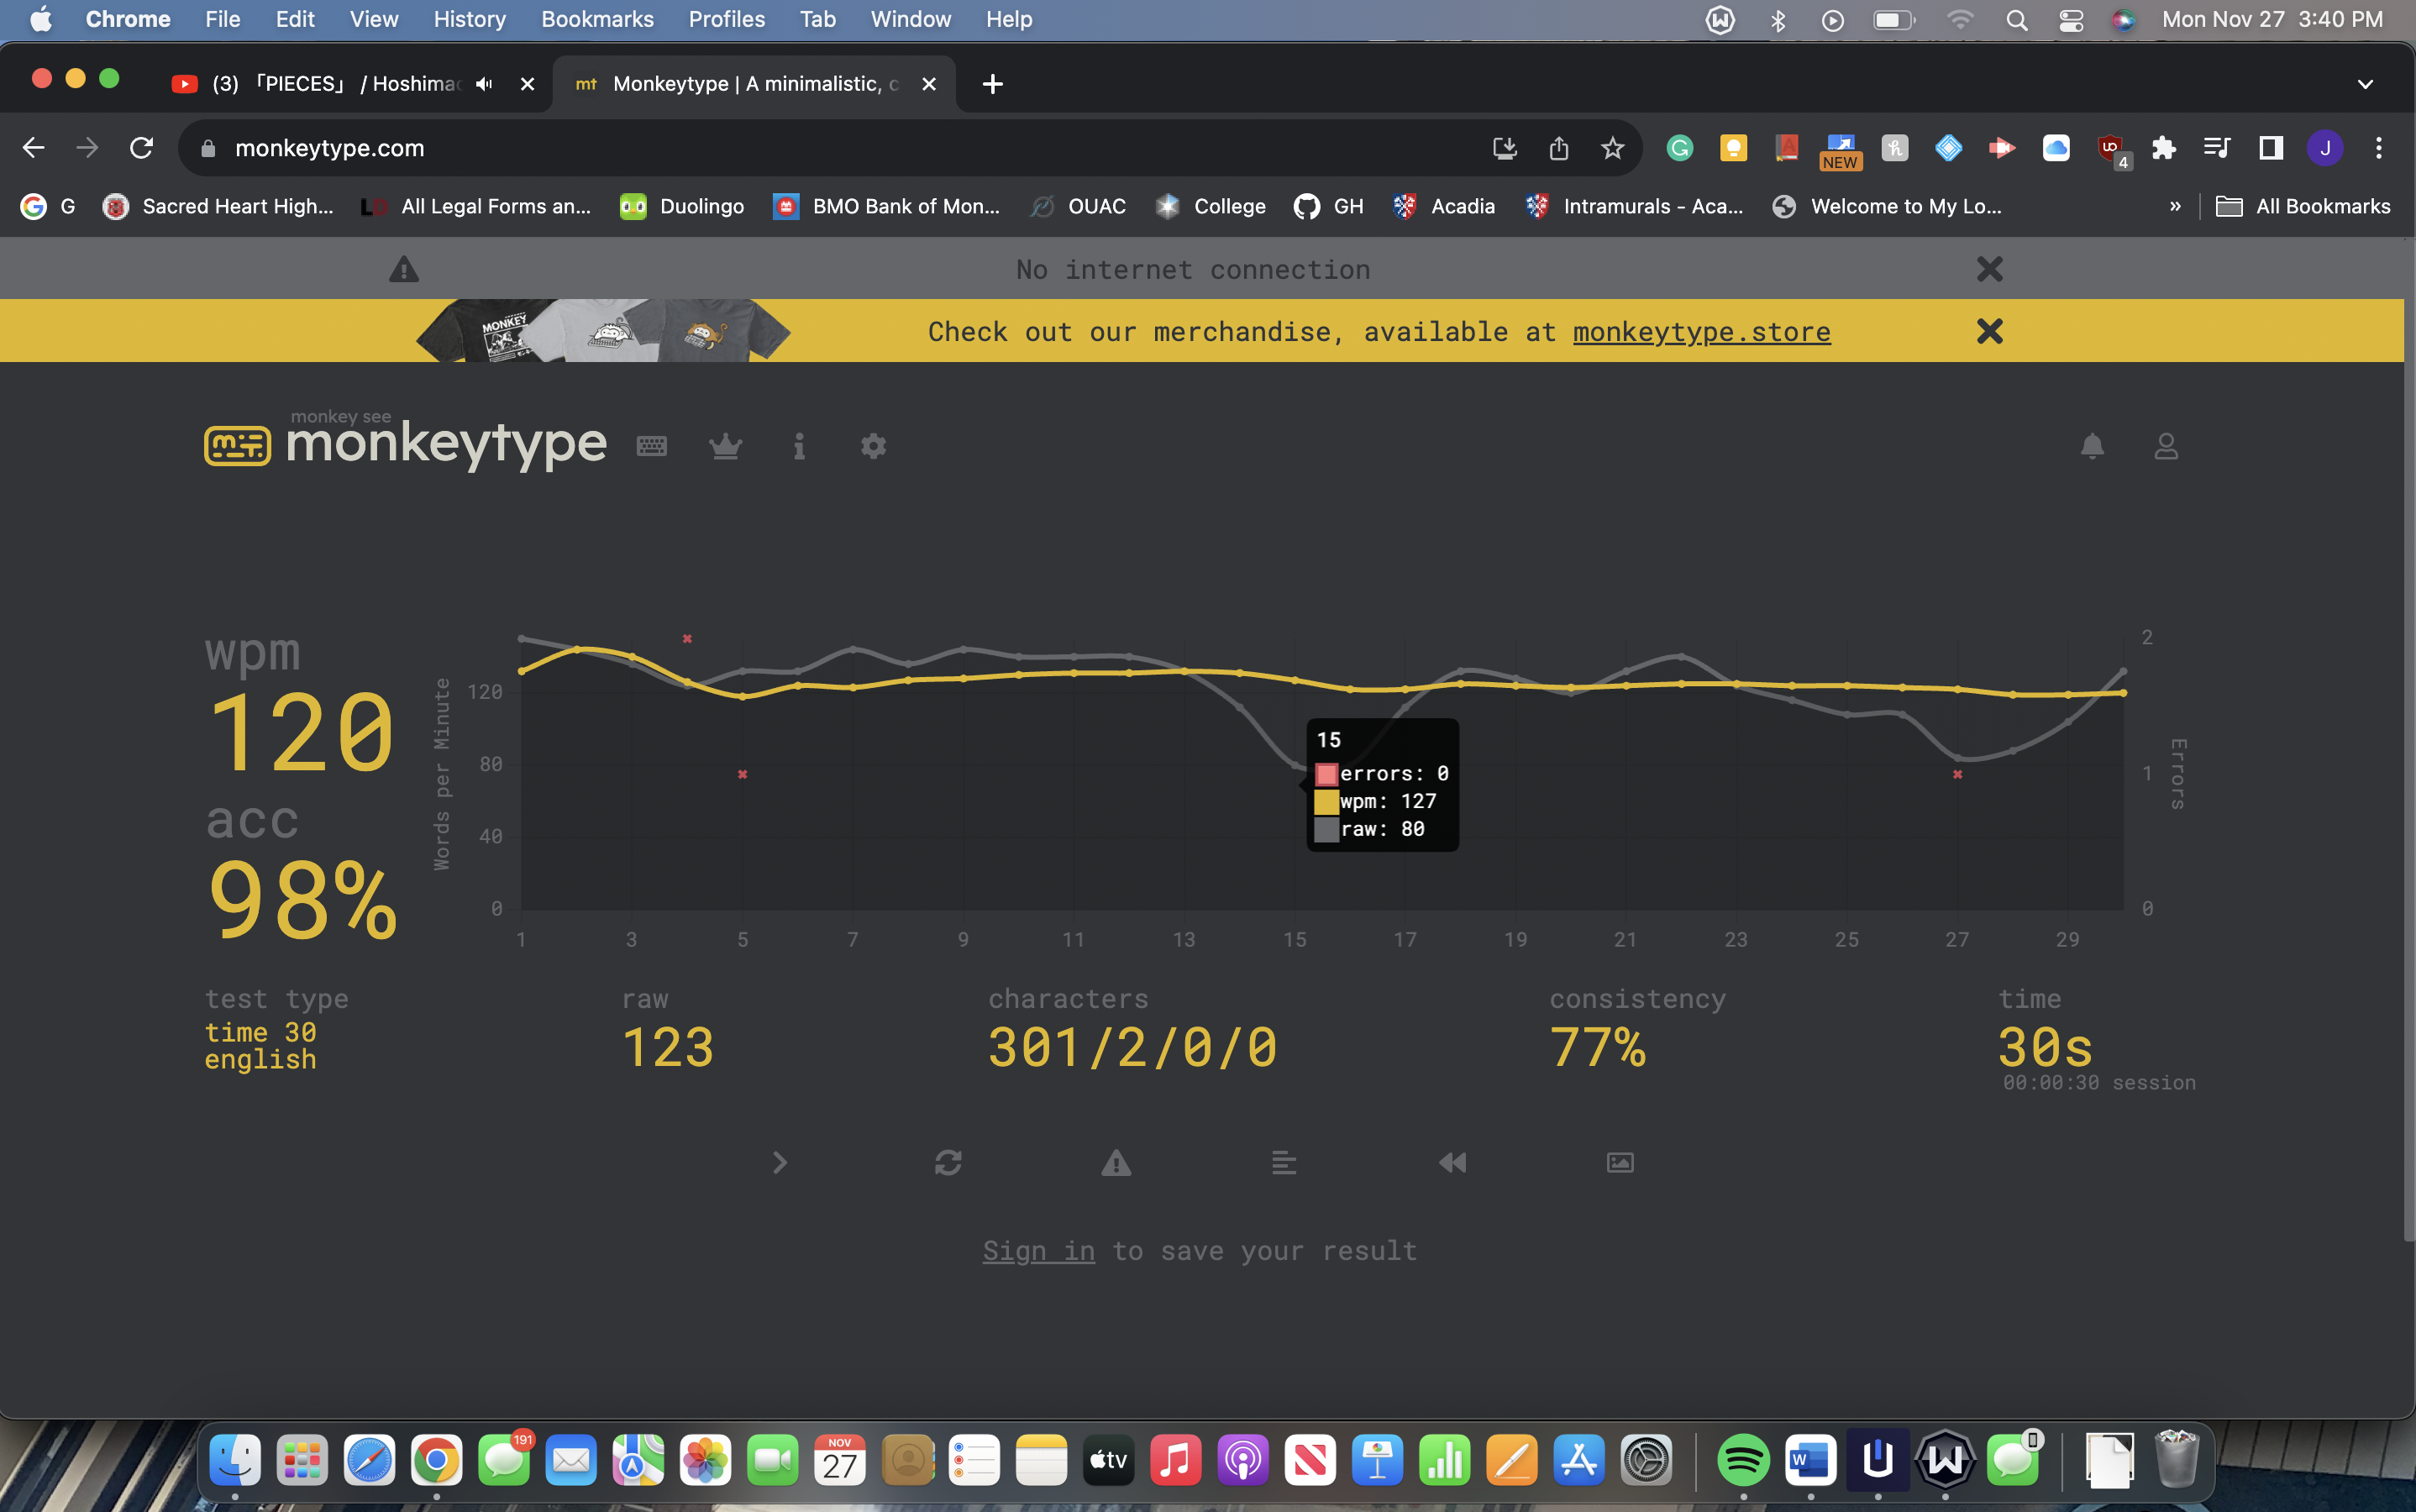 Chrome File Edit View History Bookmarks Profiles Tab Window Help Mon Nov 27 3:40 PM
(3) 「PIECES」 / Hoshimac Monkeytype | A minimalistic, c
monkeytype.com NEW 4 J
G Sacred Heart High... All Legal Forms an... Duolingo BMO Bank of Mon... OUAC College GH Acadia Intramurals - Aca... Welcome to My Lo... » All Bookmarks
No internet connection
MONKEY Check out our merchandise, available at monkeytype.store
monkey see
monkeytype
wpm
120
acc
98%
Words per Minute
120
80
40
0
15
errors: 0
wpm: 127
raw: 80
2
1
0
Errors
1 3 5 7 9 11 13 15 17 19 21 23 25 27 29
test type raw characters consistency time
time 30 123 301/2/0/0 77% 30s
english
00:00:30 session
Sign in to save your result
191 NOV
27 tv W